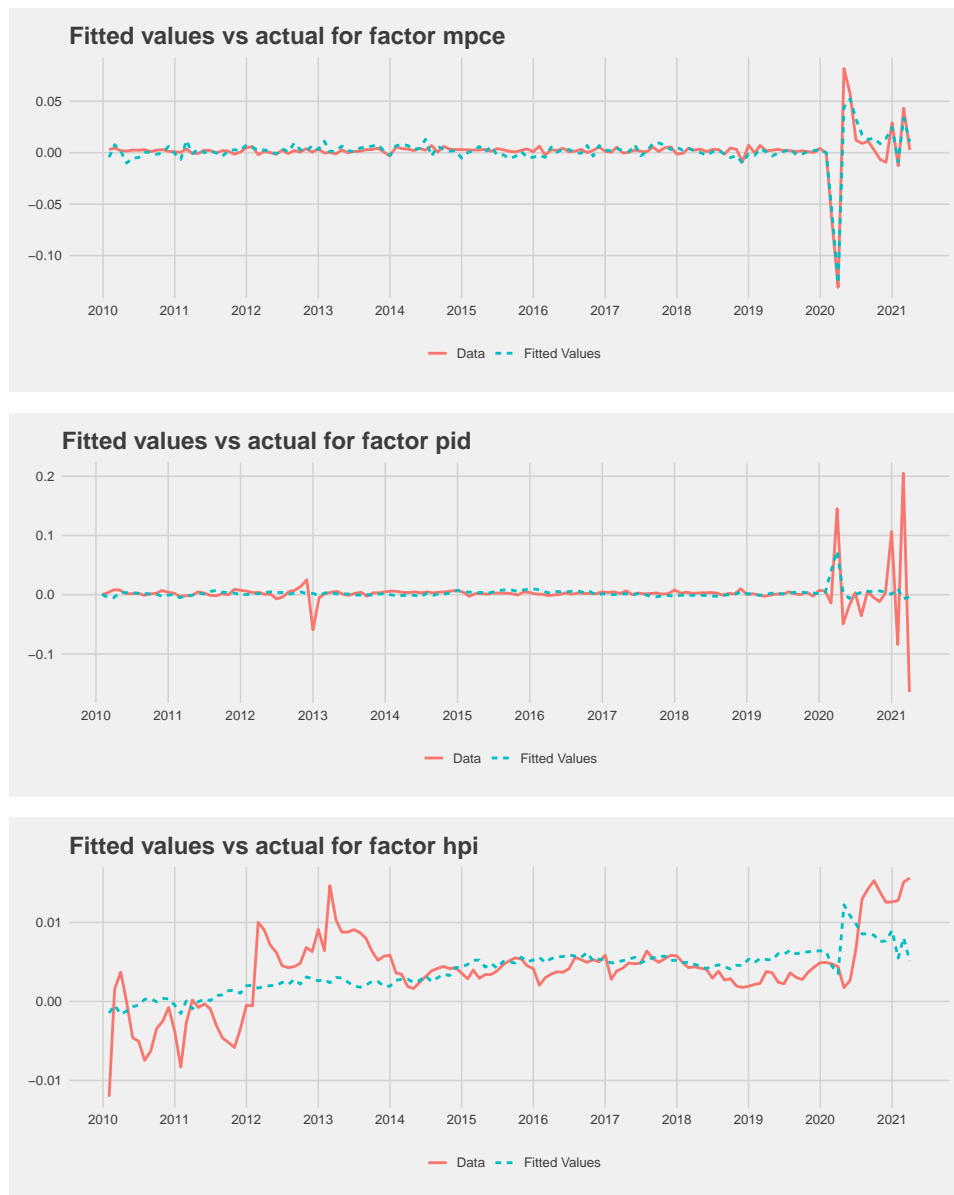 Fitted values vs actual for factor mpce
0.05
0.00
−0.05
−0.10
2010 2011 2012 2013 2014 2015 2016 2017 2018 2019 2020 2021
Data Fitted Values
Fitted values vs actual for factor pid
0.2
0.1
0.0
−0.1
2010 2011 2012 2013 2014 2015 2016 2017 2018 2019 2020 2021
Data Fitted Values
Fitted values vs actual for factor hpi
0.01
0.00
−0.01
2010 2011 2012 2013 2014 2015 2016 2017 2018 2019 2020 2021
Data Fitted Values